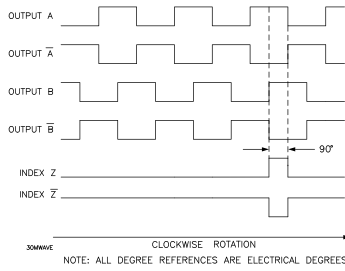 OUTPUT A
OUTPUT A̅
OUTPUT B
OUTPUT B̅
90°
INDEX Z
INDEX Z̅
30MWAVE
CLOCKWISE ROTATION
NOTE: ALL DEGREE REFERENCES ARE ELECTRICAL DEGREES